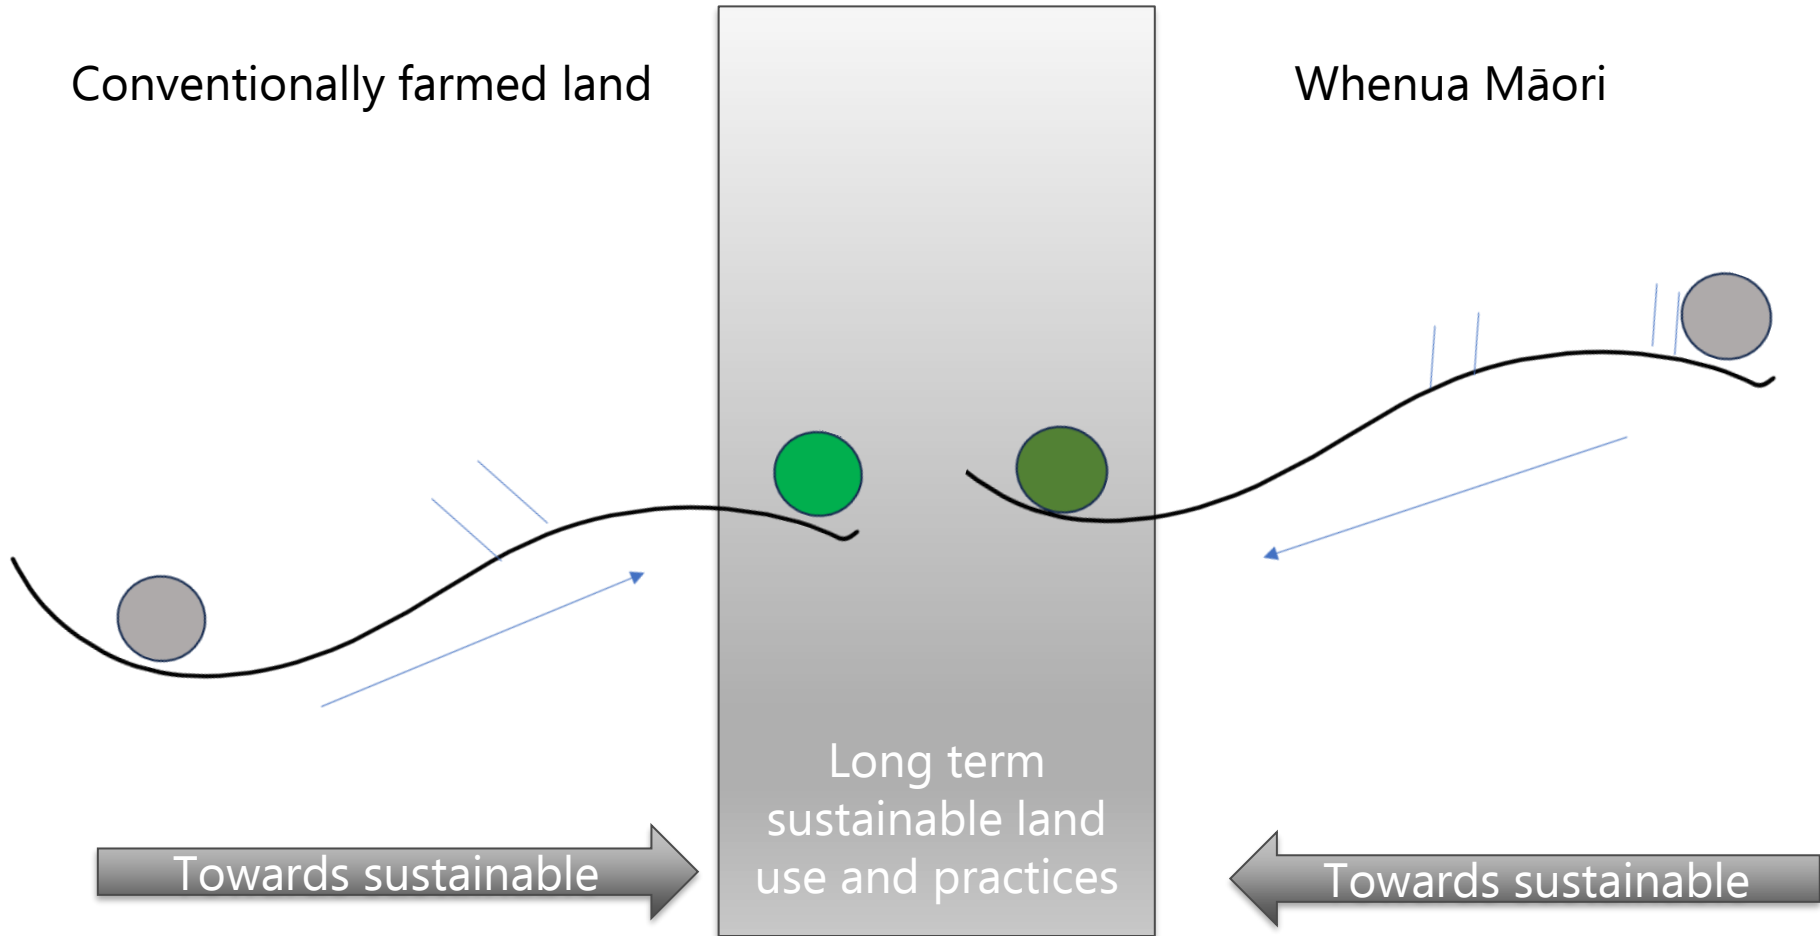 Conventionally farmed land
Whenua Māori
Long term
sustainable land
use and practices
Towards sustainable
Towards sustainable